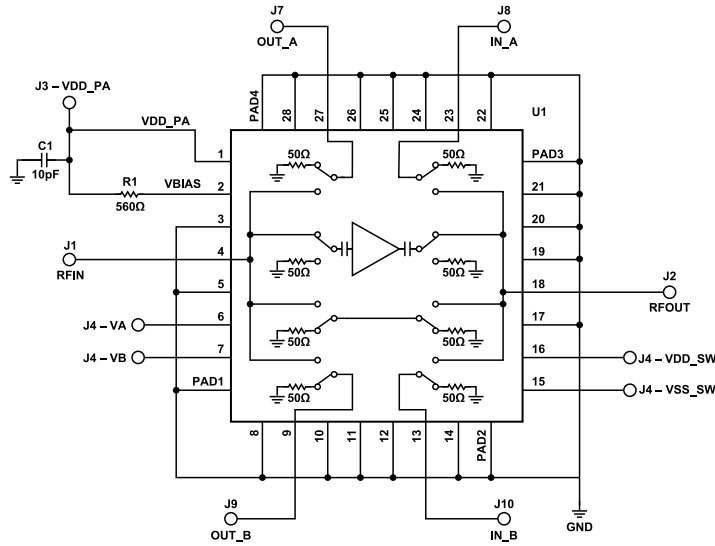 J7
OUT_A
J8
IN_A
J3 – VDD_PA
VDD_PA
C1
10pF
R1
560Ω
VBIAS
J1
RFIN
J4 – VA
J4 – VB
PAD4
28
27
26
25
24
23
22
U1
1
2
3
4
5
6
7
PAD1
50Ω
50Ω
50Ω
50Ω
50Ω
50Ω
50Ω
50Ω
PAD3
21
20
19
18
17
16
15
J2
RFOUT
J4 – VDD_SW
J4 – VSS_SW
8
9
10
11
12
13
14
PAD2
J9
OUT_B
J10
IN_B
GND